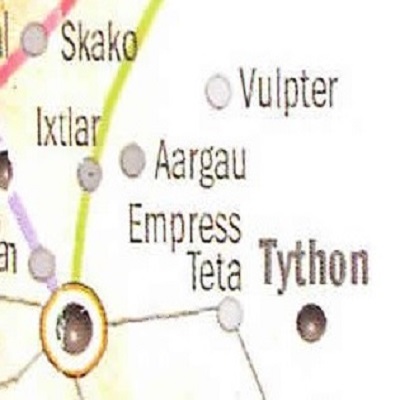 Skako
Vulpter
Ixtlar
Aargau
Empress
Teta
Tython